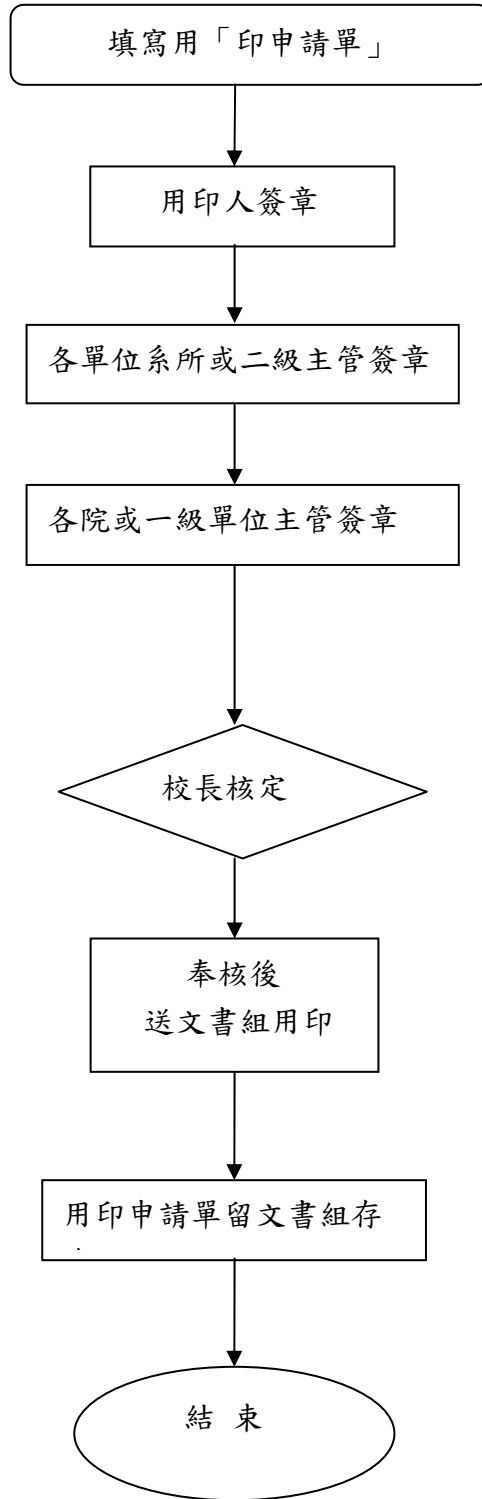 填寫用「印申請單」
用印人簽章
各單位系所或二級主管簽章
各院或一級單位主管簽章
校長核定
奉核後
送文書組用印
用印申請單留文書組存
結 束